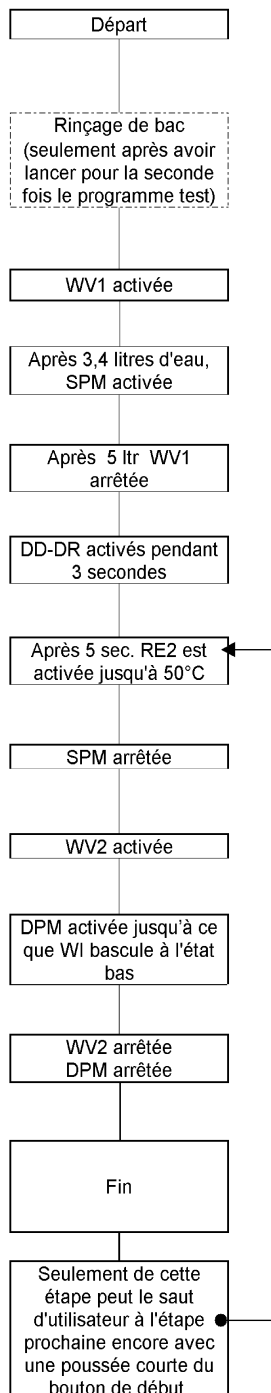 Départ
Rinçage de bac
(seulement après avoir
lancer pour la seconde
fois le programme test)
WV1 activée
Après 3,4 litres d'eau,
SPM activée
Après 5 ltr WV1
arrêtée
DD-DR activés pendant
3 secondes
Après 5 sec. RE2 est
activée jusqu'à 50°C
SPM arrêtée
WV2 activée
DPM activée jusqu'à ce
que WI bascule à l'état
bas
WV2 arrêtée
DPM arrêtée
Fin
Seulement de cette
étape peut le saut
d'utilisateur à l'étape
prochaine encore avec
une poussée courte du
bouton de début